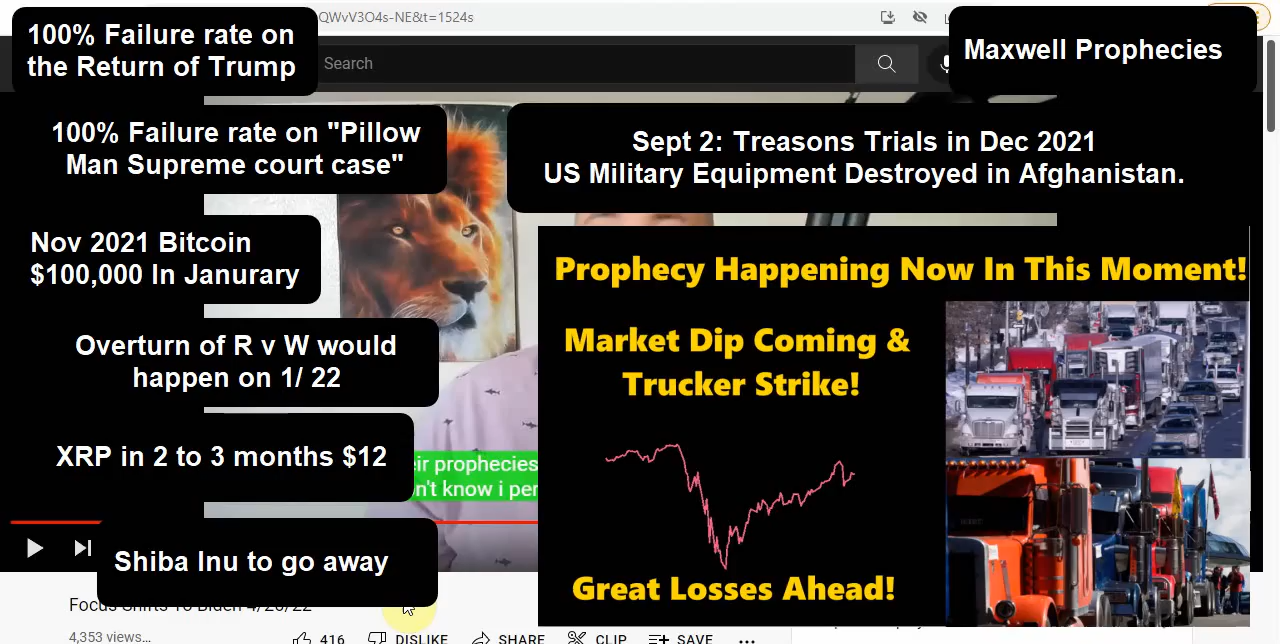 QWvV3O4s-NE&t=1524s
100% Failure rate on
the Return of Trump
Search
Maxwell Prophecies
100% Failure rate on "Pillow
Man Supreme court case"
Sept 2: Treasons Trials in Dec 2021
US Military Equipment Destroyed in Afghanistan.
Nov 2021 Bitcoin
$100,000 In Janurary
Prophecy Happening Now In This Moment!
Market Dip Coming &
Trucker Strike!
Overturn of R v W would
happen on 1/ 22
XRP in 2 to 3 months $12
eir prophecies
n't know i per
Great Losses Ahead!
Shiba Inu to go away
Focus Shifts To Biden 4/20/22
4,353 views...
416
DISLIKE
SHARE
CLIP
SAVE